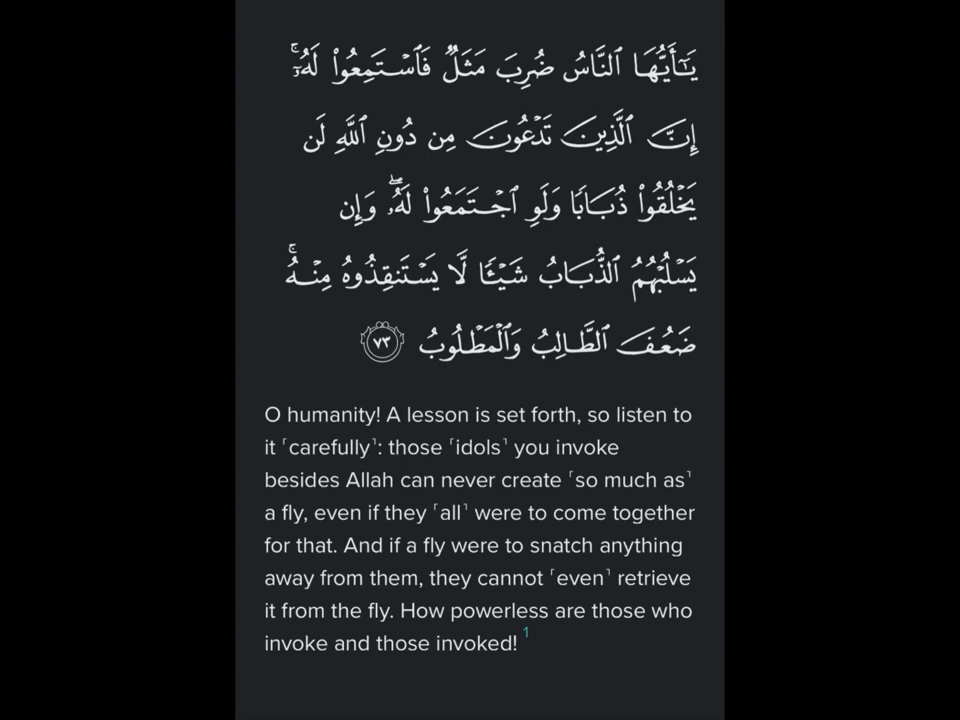 يَـٰٓأَيُّهَا ٱلنَّاسُ ضُرِبَ مَثَلٌ فَٱسْتَمِعُوا۟ لَهُۥٓ ۚ
إِنَّ ٱلَّذِينَ تَدْعُونَ مِن دُونِ ٱللَّهِ لَن
يَخْلُقُوا۟ ذُبَابًا وَلَوِ ٱجْتَمَعُوا۟ لَهُۥ ۖ وَإِن
يَسْلُبْهُمُ ٱلذُّبَابُ شَيْـًٔا لَّا يَسْتَنقِذُوهُ مِنْهُ ۚ
ضَعُفَ ٱلطَّالِبُ وَٱلْمَطْلُوبُ ٧٣
O humanity! A lesson is set forth, so listen to
it ˹carefully˺: those ˹idols˺ you invoke
besides Allah can never create ˹so much as˺
a fly, even if they ˹all˺ were to come together
for that. And if a fly were to snatch anything
away from them, they cannot ˹even˺ retrieve
it from the fly. How powerless are those who
invoke and those invoked! 1